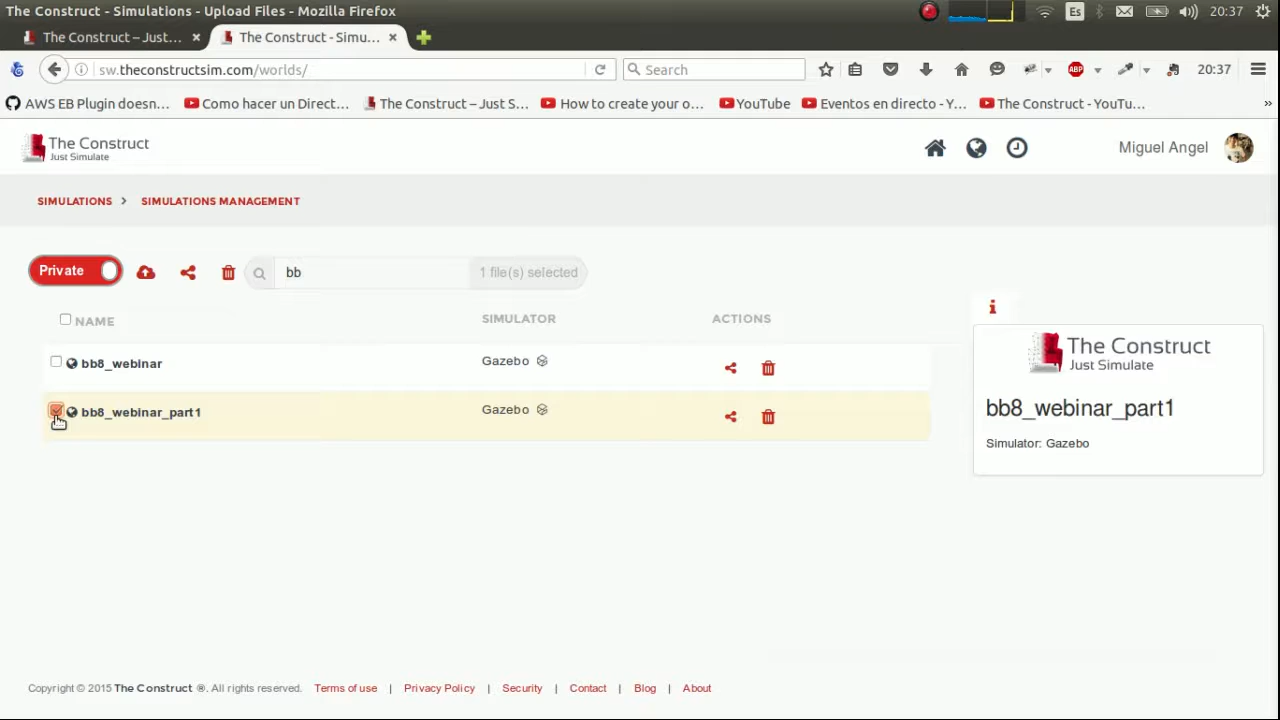 The Construct - Simulations - Upload Files - Mozilla Firefox
Es
20:37
The Construct – Just...
The Construct - Simu...
sw.theconstructsim.com/worlds/
Search
ABP
20:37
AWS EB Plugin doesn...
Como hacer un Direct...
The Construct – Just S...
How to create your o...
YouTube
Eventos en directo - Y...
The Construct - YouTu...
»
The Construct
Just Simulate
Miguel Angel
SIMULATIONS > SIMULATIONS MANAGEMENT
Private
bb
1 file(s) selected
NAME
SIMULATOR
ACTIONS
bb8_webinar
Gazebo
bb8_webinar_part1
Gazebo
i
The Construct
Just Simulate
bb8_webinar_part1
Simulator: Gazebo
Copyright © 2015 The Construct ®. All rights reserved. Terms of use | Privacy Policy | Security | Contact | Blog | About